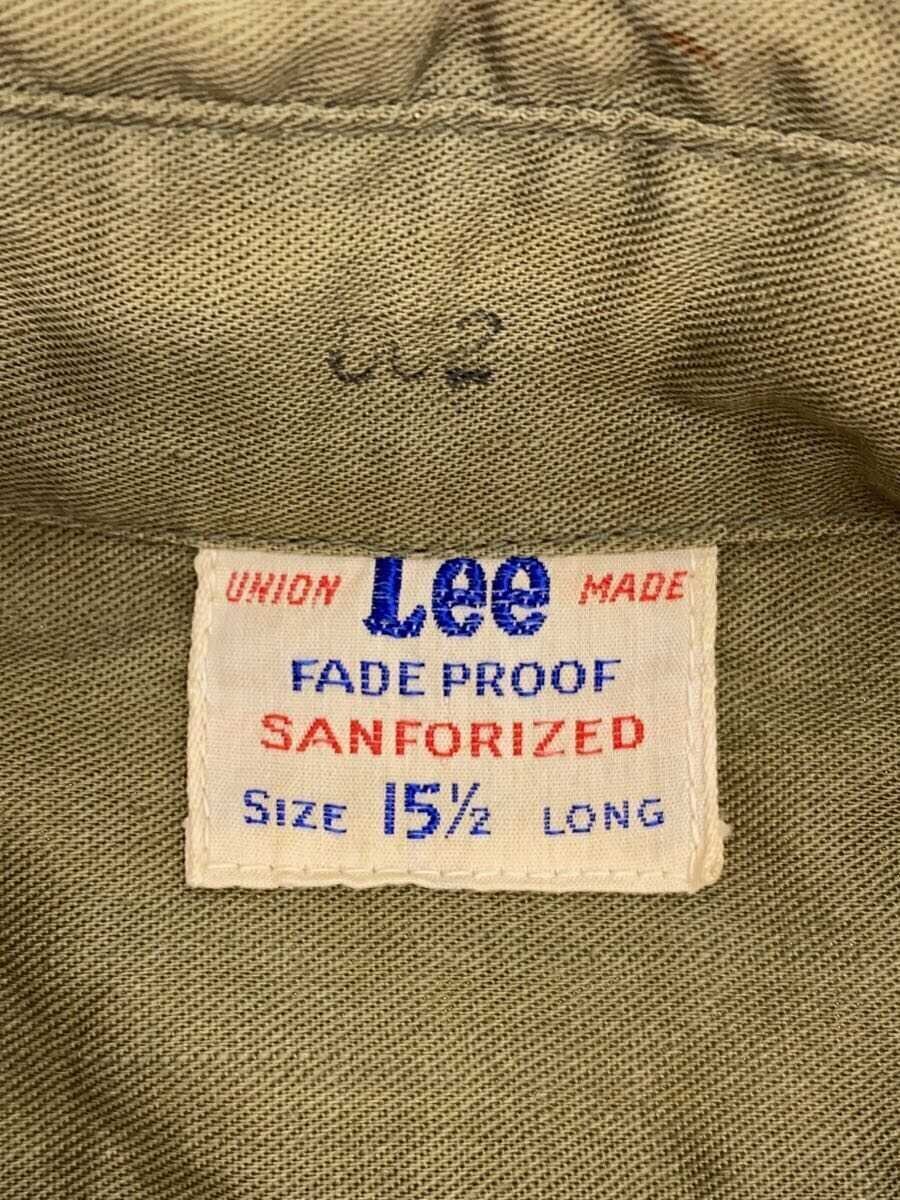 UNION Lee MADE
FADE PROOF
SANFORIZED
SIZE 15½ LONG